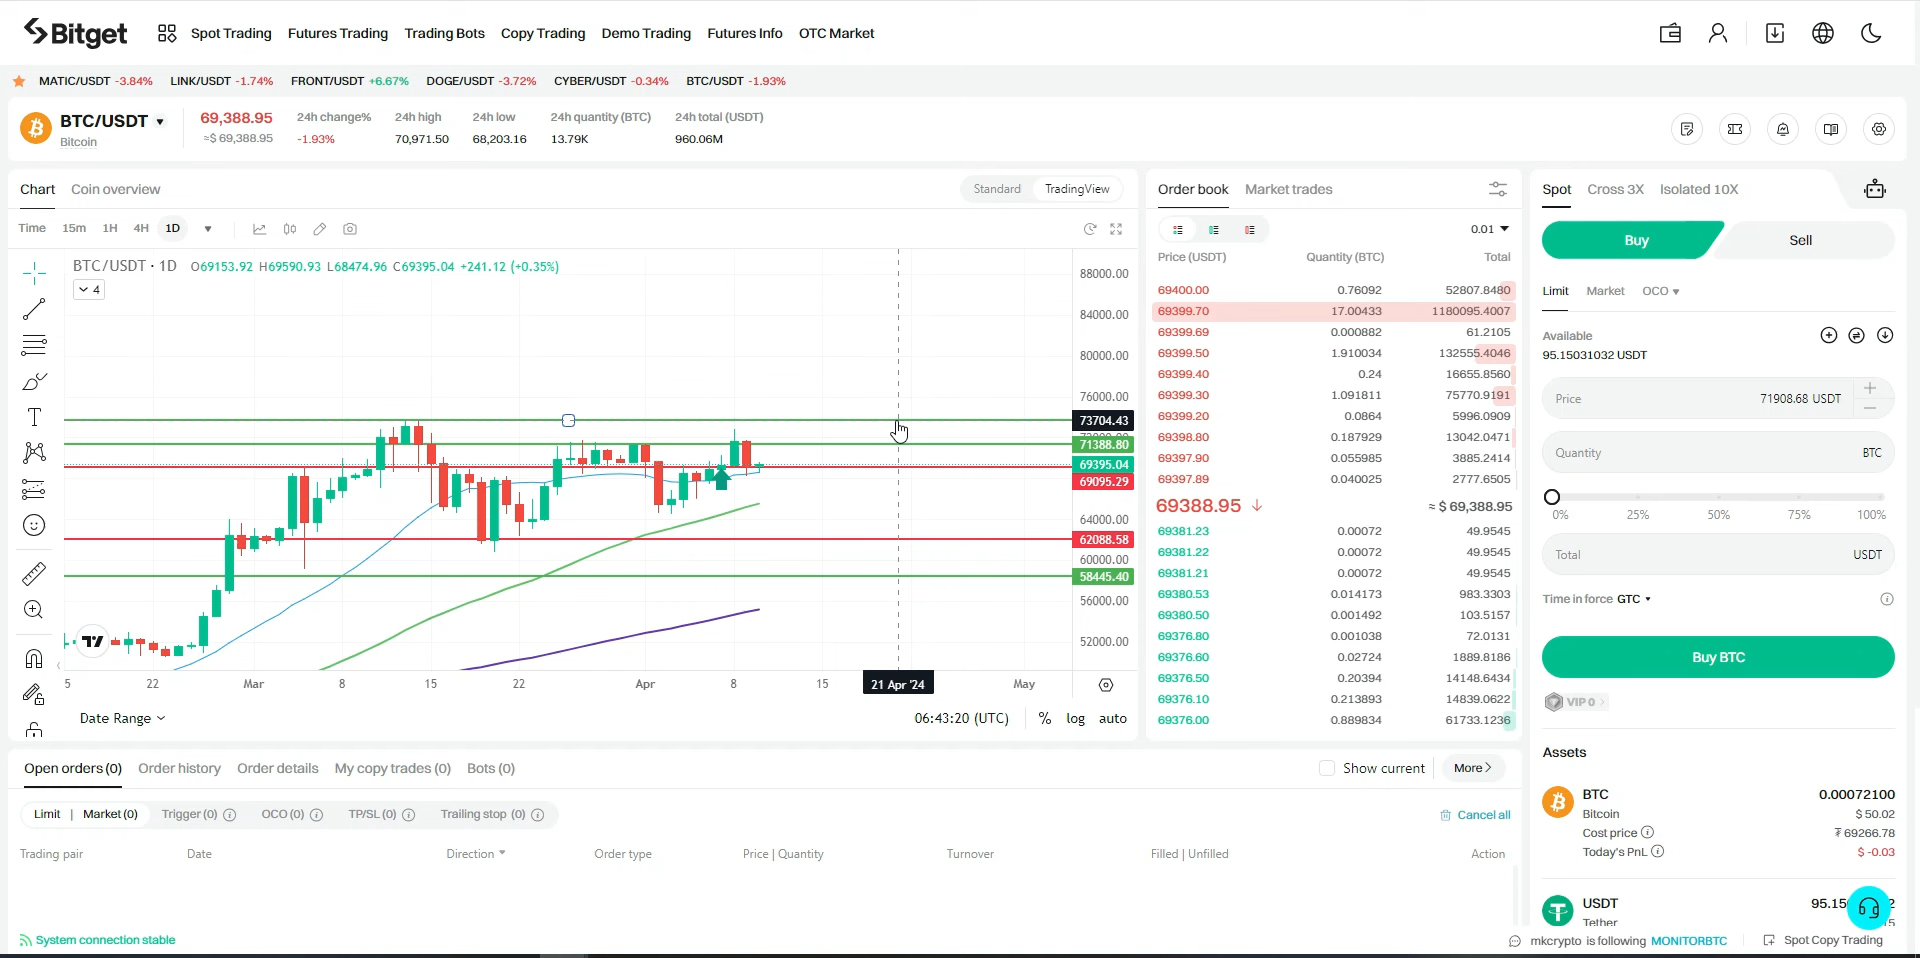 Bitget Spot Trading Futures Trading Trading Bots Copy Trading Demo Trading Futures Info OTC Market
MATIC/USDT -3.84% LINK/USDT -1.74% FRONT/USDT +6.67% DOGE/USDT -3.72% CYBER/USDT -0.34% BTC/USDT -1.93%
BTC/USDT 69,388.95 24h change% 24h high 24h low 24h quantity (BTC) 24h total (USDT)
Bitcoin ≈$ 69,388.95 -1.93% 70,971.50 68,203.16 13.79K 960.06M
Chart Coin overview Standard TradingView
Time 15m 1H 4H 1D
BTC/USDT · 1D O69153.92 H69590.93 L68474.96 C69395.04 +241.12 (+0.35%)
4
88000.00
84000.00
80000.00
76000.00
73704.43
71388.80
69395.04
69095.29
64000.00
62088.58
60000.00
58445.40
56000.00
52000.00
5 22 Mar 8 15 22 Apr 8 15 21 Apr '24 May
Date Range 06:43:20 (UTC) % log auto
Order book Market trades
0.01
Price (USDT) Quantity (BTC) Total
69400.00 0.76092 52807.8480
69399.70 17.00433 1180095.4007
69399.69 0.000882 61.2105
69399.50 1.910034 132555.4046
69399.40 0.24 16655.8560
69399.30 1.091811 75770.9191
69399.20 0.0864 5996.0909
69398.80 0.187929 13042.0471
69397.90 0.055985 3885.2414
69397.89 0.040025 2777.6505
69388.95 ↓ ≈ $ 69,388.95
69381.23 0.00072 49.9545
69381.22 0.00072 49.9545
69381.21 0.00072 49.9545
69380.53 0.014173 983.3303
69380.50 0.001492 103.5157
69376.80 0.001038 72.0131
69376.60 0.02724 1889.8186
69376.50 0.20394 14148.6434
69376.10 0.213893 14839.0622
69376.00 0.889834 61733.1236
Spot Cross 3X Isolated 10X
Buy Sell
Limit Market OCO
Available
95.15031032 USDT
Price 71908.68 USDT
Quantity BTC
0% 25% 50% 75% 100%
Total USDT
Time in force GTC
Buy BTC
VIP 0
Assets
BTC 0.00072100
Bitcoin $ 50.02
Cost price ₮ 69266.78
Today's PnL $ -0.03
USDT 95.15
Tether
Open orders (0) Order history Order details My copy trades (0) Bots (0) Show current More
Limit | Market (0) Trigger (0) OCO (0) TP/SL (0) Trailing stop (0) Cancel all
Trading pair Date Direction Order type Price | Quantity Turnover Filled | Unfilled Action
System connection stable mkcrypto is following MONITORBTC Spot Copy Trading